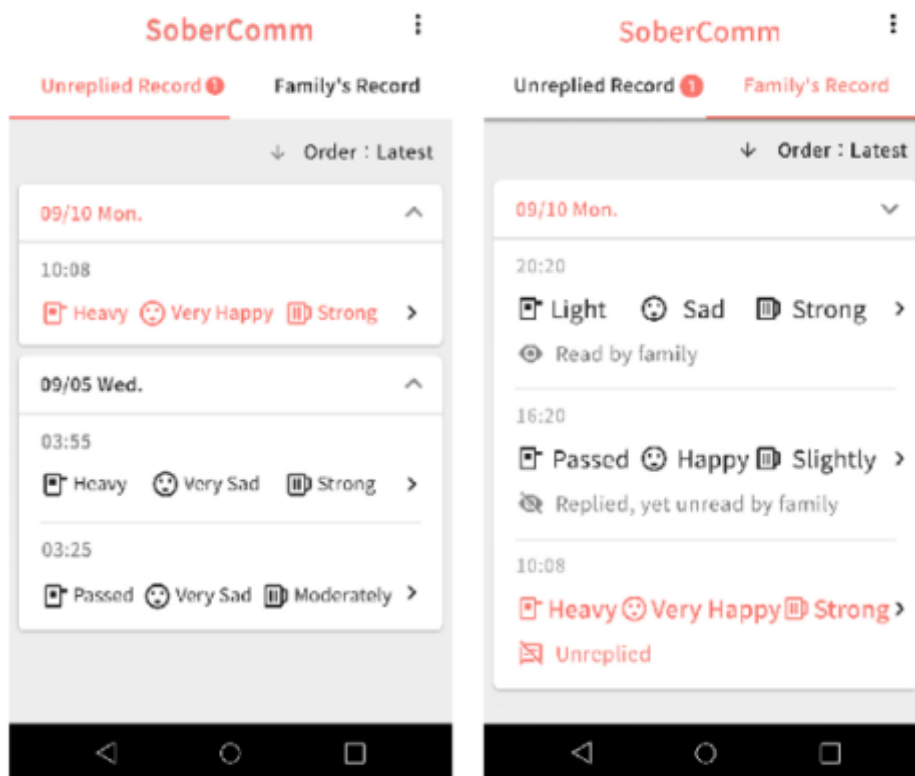 SoberComm
Unreplied Record 1 Family's Record
↓ Order : Latest
09/10 Mon.
10:08
Heavy Very Happy Strong >
09/05 Wed.
03:55
Heavy Very Sad Strong >
03:25
Passed Very Sad Moderately >
SoberComm
Unreplied Record 1 Family's Record
↓ Order : Latest
09/10 Mon.
20:20
Light Sad Strong >
Read by family
16:20
Passed Happy Slightly >
Replied, yet unread by family
10:08
Heavy Very Happy Strong >
Unreplied